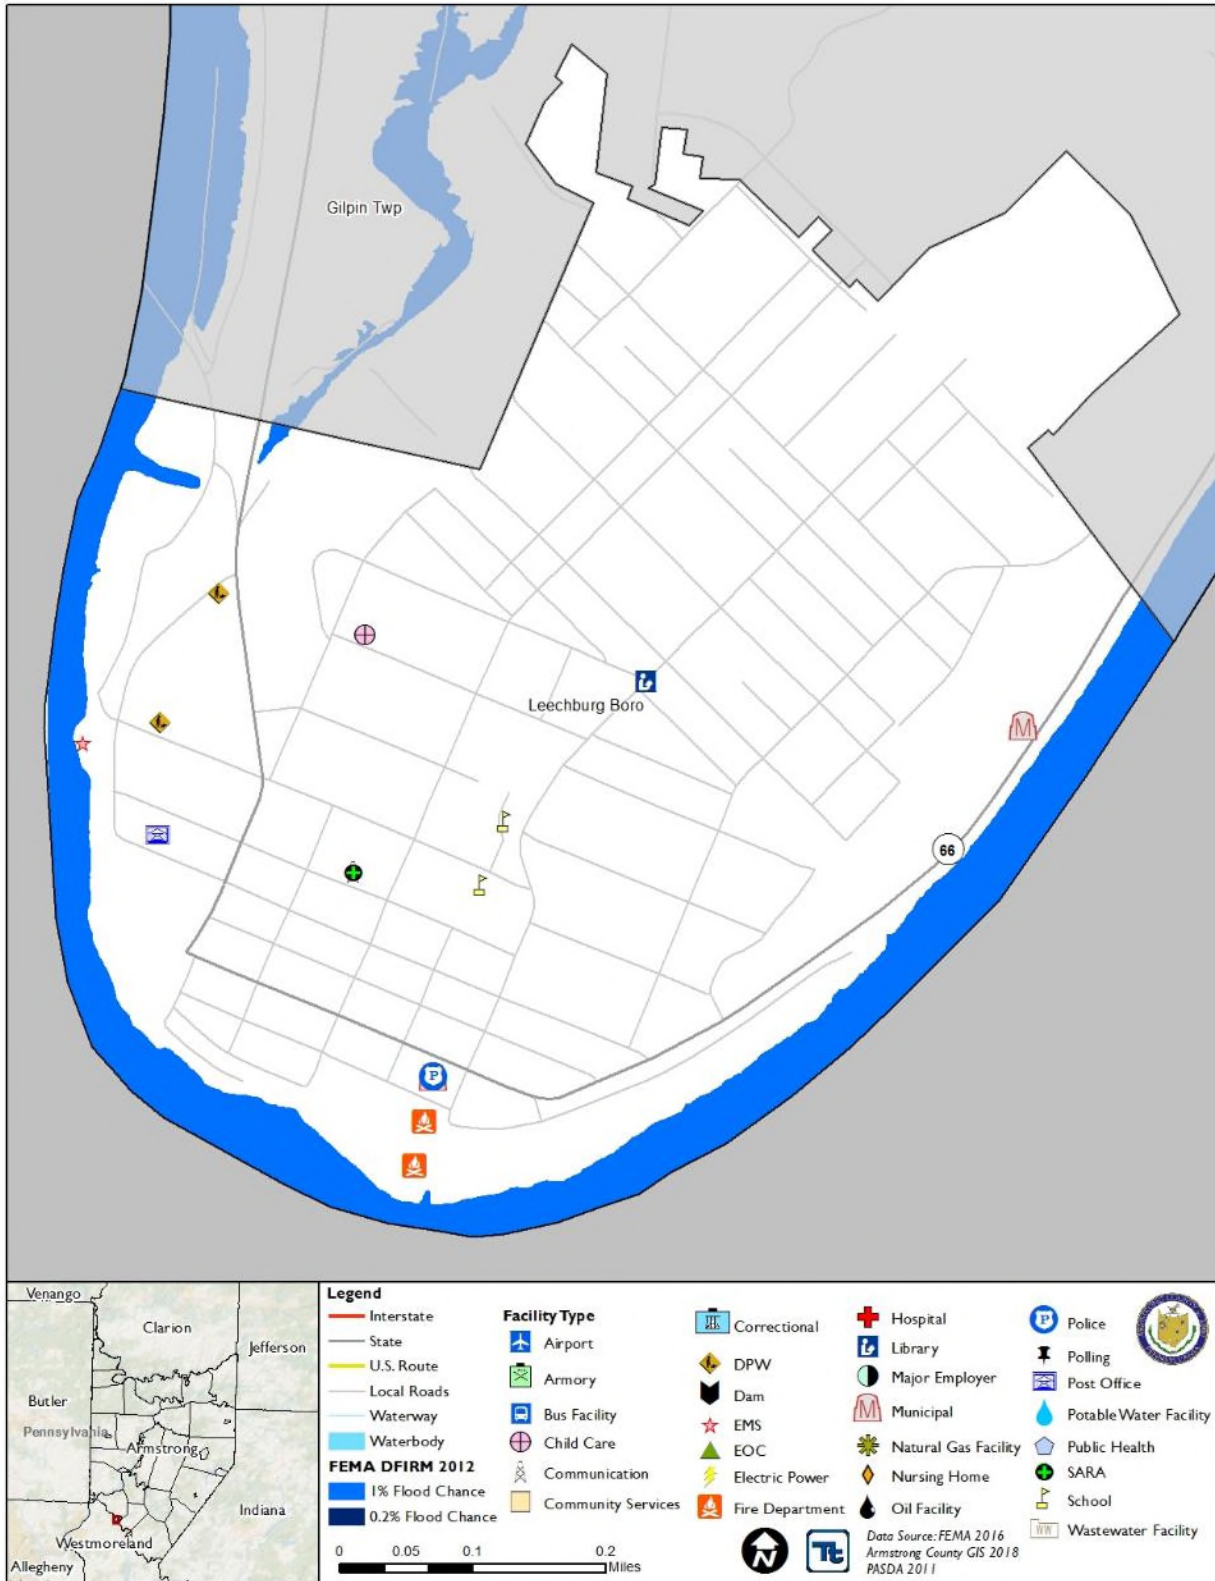 Gilpin Twp
Leechburg Boro
M
66
P
Venango
Clarion
Jefferson
Butler
Pennsylvania
Armstrong
Indiana
Westmoreland
Allegheny
Legend
Interstate
State
U.S. Route
Local Roads
Waterway
Waterbody
FEMA DFIRM 2012
1% Flood Chance
0.2% Flood Chance
0 0.05 0.1 0.2
Miles
Facility Type
Airport
Armory
Bus Facility
Child Care
Communication
Community Services
Correctional
DPW
Dam
EMS
EOC
Electric Power
Fire Department
Hospital
Library
Major Employer
M Municipal
Natural Gas Facility
Nursing Home
Oil Facility
P Police
Polling
Post Office
Potable Water Facility
Public Health
SARA
School
WW Wastewater Facility
N
Tt
Data Source: FEMA 2016
Armstrong County GIS 2018
PASDA 2011